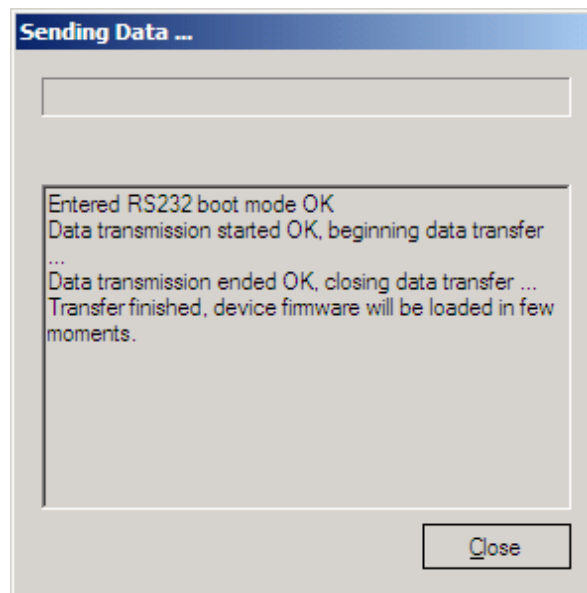 Sending Data ...
Entered RS232 boot mode OK
Data transmission started OK, beginning data transfer
...
Data transmission ended OK, closing data transfer ...
Transfer finished, device firmware will be loaded in few
moments.
Close